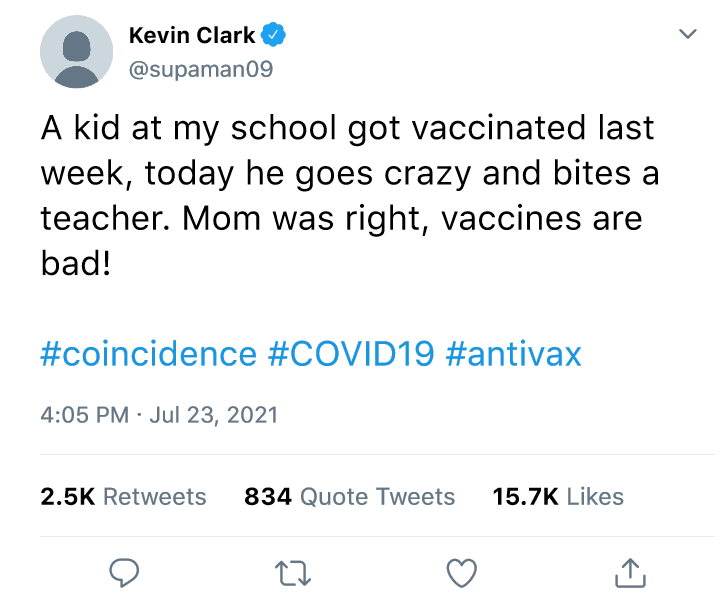 Kevin Clark
@supaman09
A kid at my school got vaccinated last
week, today he goes crazy and bites a
teacher. Mom was right, vaccines are
bad!
#coincidence #COVID19 #antivax
4:05 PM · Jul 23, 2021
2.5K Retweets 834 Quote Tweets 15.7K Likes